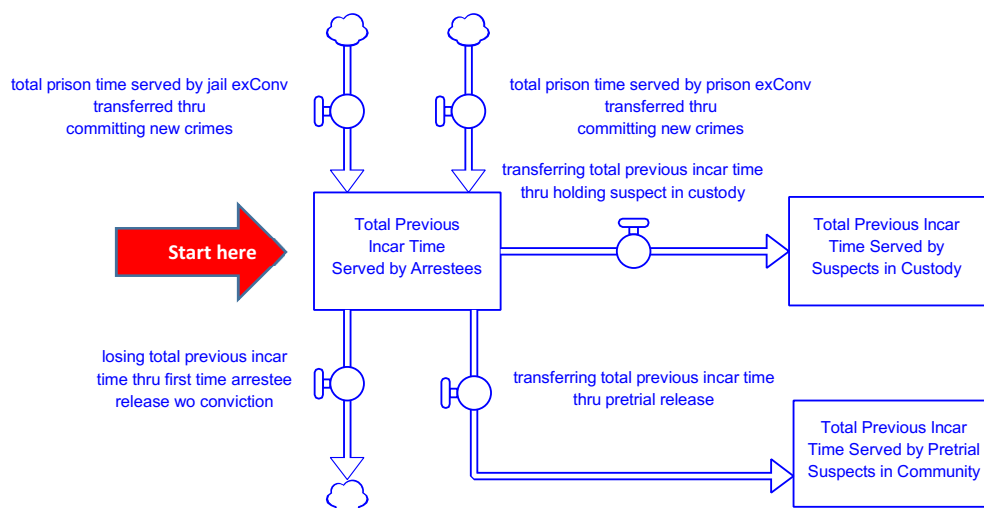 total prison time served by jail exConv
transferred thru
committing new crimes
total prison time served by prison exConv
transferred thru
committing new crimes
transferring total previous incar time
thru holding suspect in custody
Start here
Total Previous
Incar Time
Served by Arrestees
Total Previous Incar
Time Served by
Suspects in Custody
losing total previous incar
time thru first time arrestee
release wo conviction
transferring total previous incar time
thru pretrial release
Total Previous Incar
Time Served by Pretrial
Suspects in Community